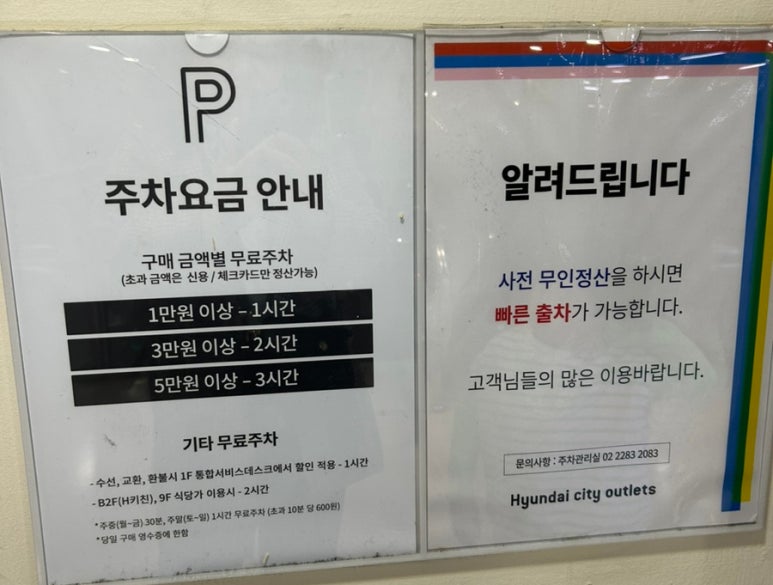 P
주차요금 안내
구매 금액별 무료주차
(초과 금액은 신용 / 체크카드만 정산가능)
1만원 이상 – 1시간
3만원 이상 – 2시간
5만원 이상 – 3시간
기타 무료주차
- 수선, 교환, 환불시 1F 통합서비스데스크에서 할인 적용 - 1시간
- B2F(H키친), 9F 식당가 이용시 - 2시간
*주중(월~금) 30분, 주말(토~일) 1시간 무료주차 (초과 10분 당 600원)
*당일 구매 영수증에 한함
알려드립니다
사전 무인정산을 하시면
빠른 출차가 가능합니다.
고객님들의 많은 이용바랍니다.
문의사항 : 주차관리실 02 2283 2083
Hyundai city outlets